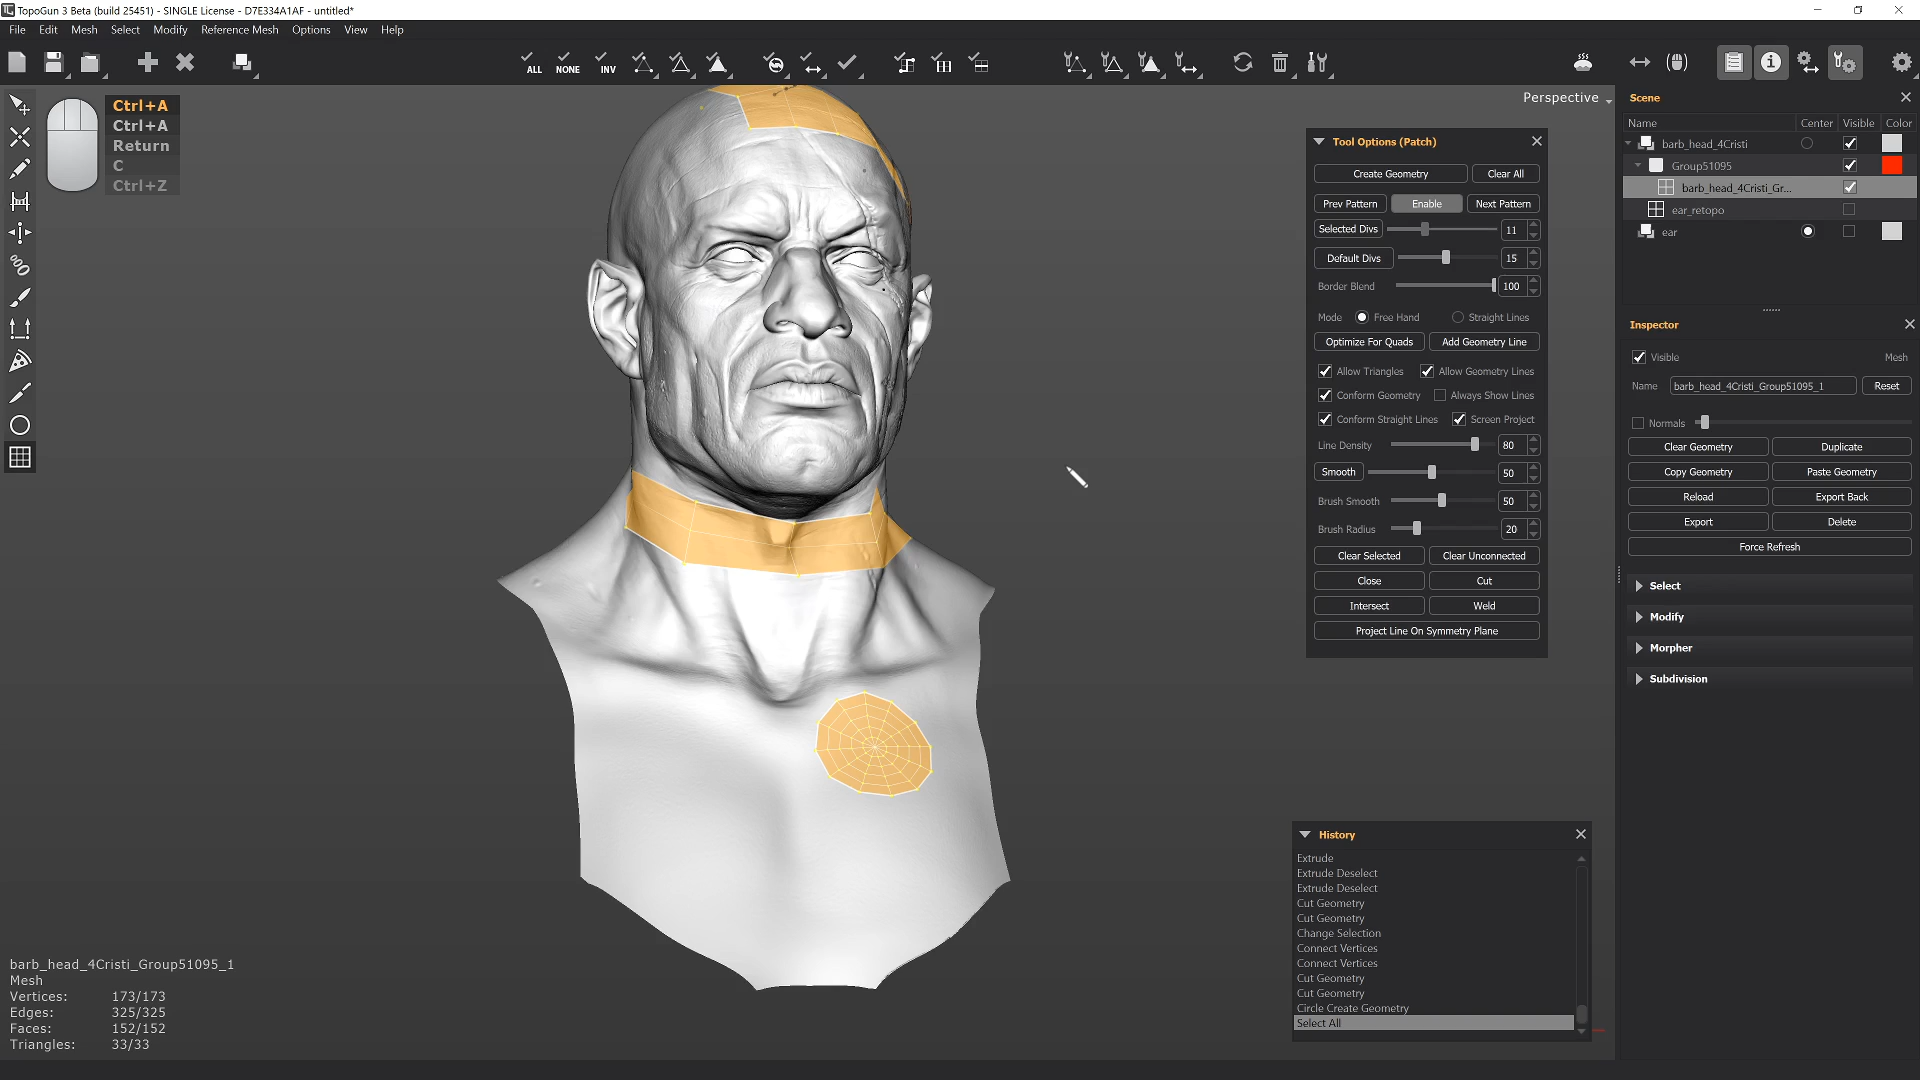 TopoGun 3 Beta (build 25451) - SINGLE License - D7E334A1AF - untitled*
File Edit Mesh Select Modify Reference Mesh Options View Help
ALL NONE INV
Ctrl+A
Ctrl+A
Return
C
Ctrl+Z
Perspective
Tool Options (Patch)
Create Geometry Clear All
Prev Pattern Enable Next Pattern
Selected Divs 11
Default Divs 15
Border Blend 100
Mode Free Hand Straight Lines
Optimize For Quads Add Geometry Line
Allow Triangles Allow Geometry Lines
Conform Geometry Always Show Lines
Conform Straight Lines Screen Project
Line Density 80
Smooth 50
Brush Smooth 50
Brush Radius 20
Clear Selected Clear Unconnected
Close Cut
Intersect Weld
Project Line On Symmetry Plane
History
Extrude
Extrude Deselect
Extrude Deselect
Cut Geometry
Cut Geometry
Change Selection
Connect Vertices
Connect Vertices
Cut Geometry
Cut Geometry
Circle Create Geometry
Select All
Scene
Name Center Visible Color
barb_head_4Cristi
Group51095
barb_head_4Cristi_Gr...
ear_retopo
ear
Inspector
Visible Mesh
Name barb_head_4Cristi_Group51095_1 Reset
Normals
Clear Geometry Duplicate
Copy Geometry Paste Geometry
Reload Export Back
Export Delete
Force Refresh
Select
Modify
Morpher
Subdivision
barb_head_4Cristi_Group51095_1
Mesh
Vertices: 173/173
Edges: 325/325
Faces: 152/152
Triangles: 33/33